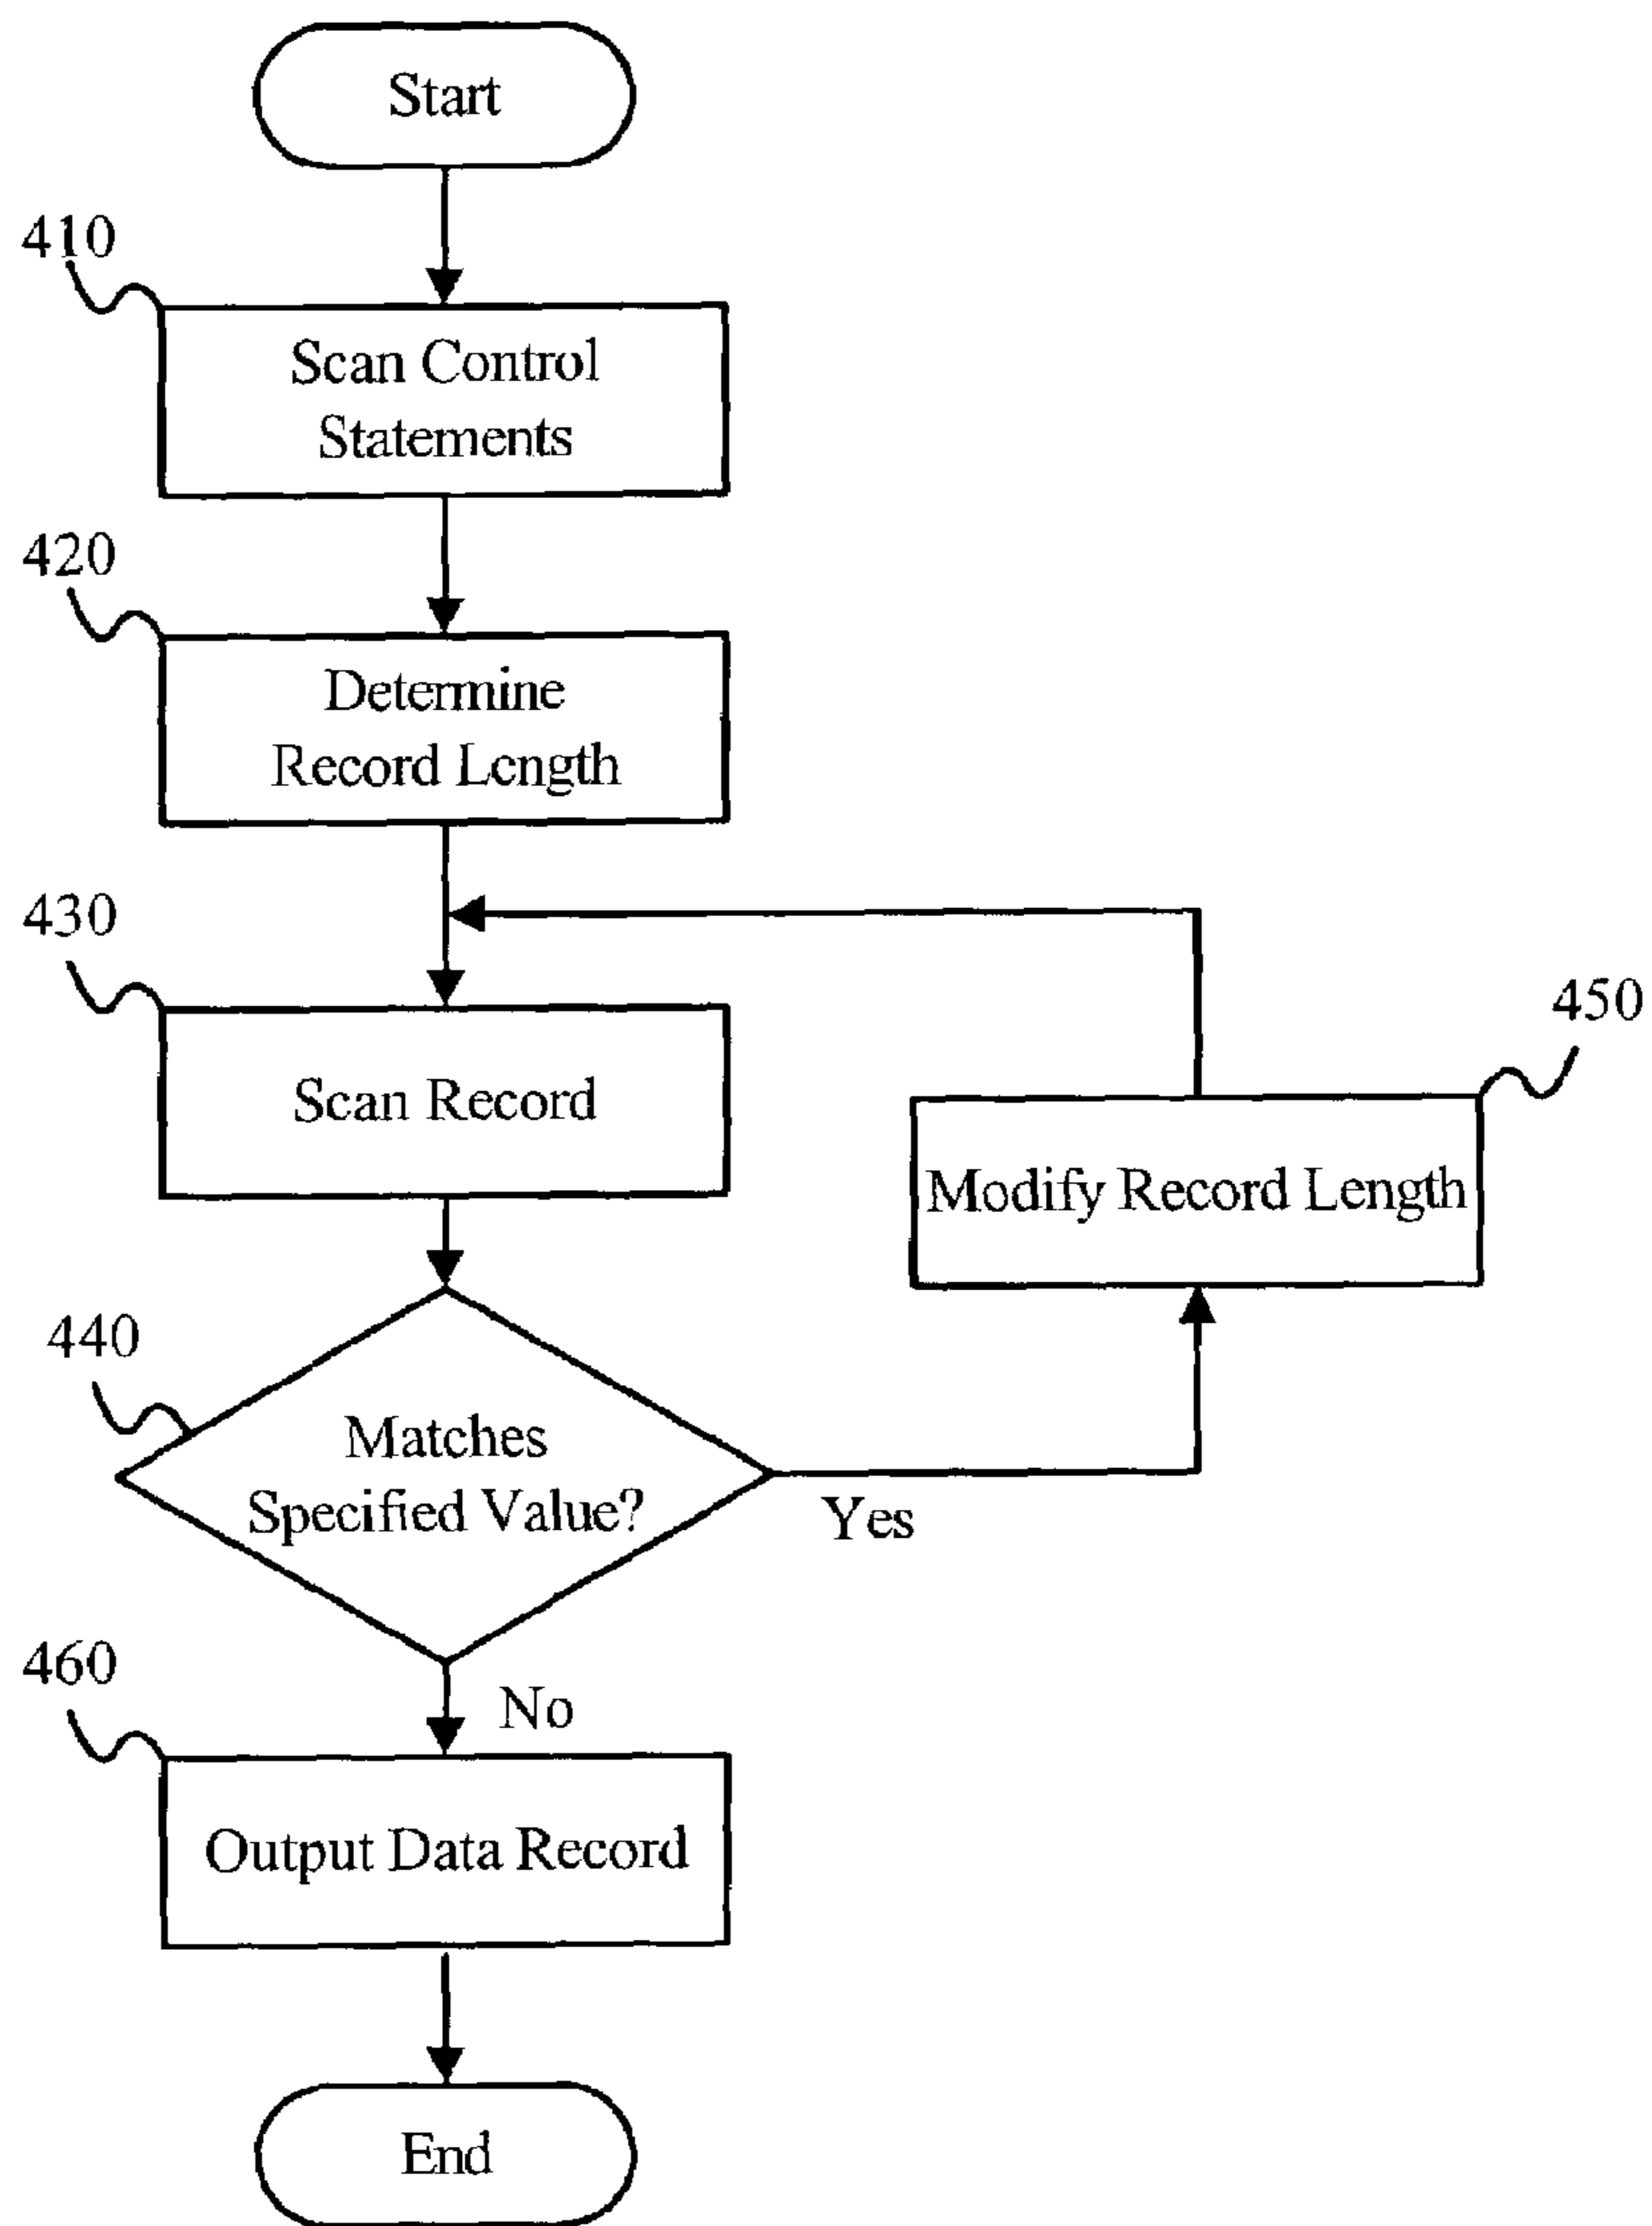 Start
410
Scan Control
Statements
420
Determine
Record Length
430
Scan Record
450
Modify Record Length
440
Matches
Specified Value?
Yes
460
No
Output Data Record
End